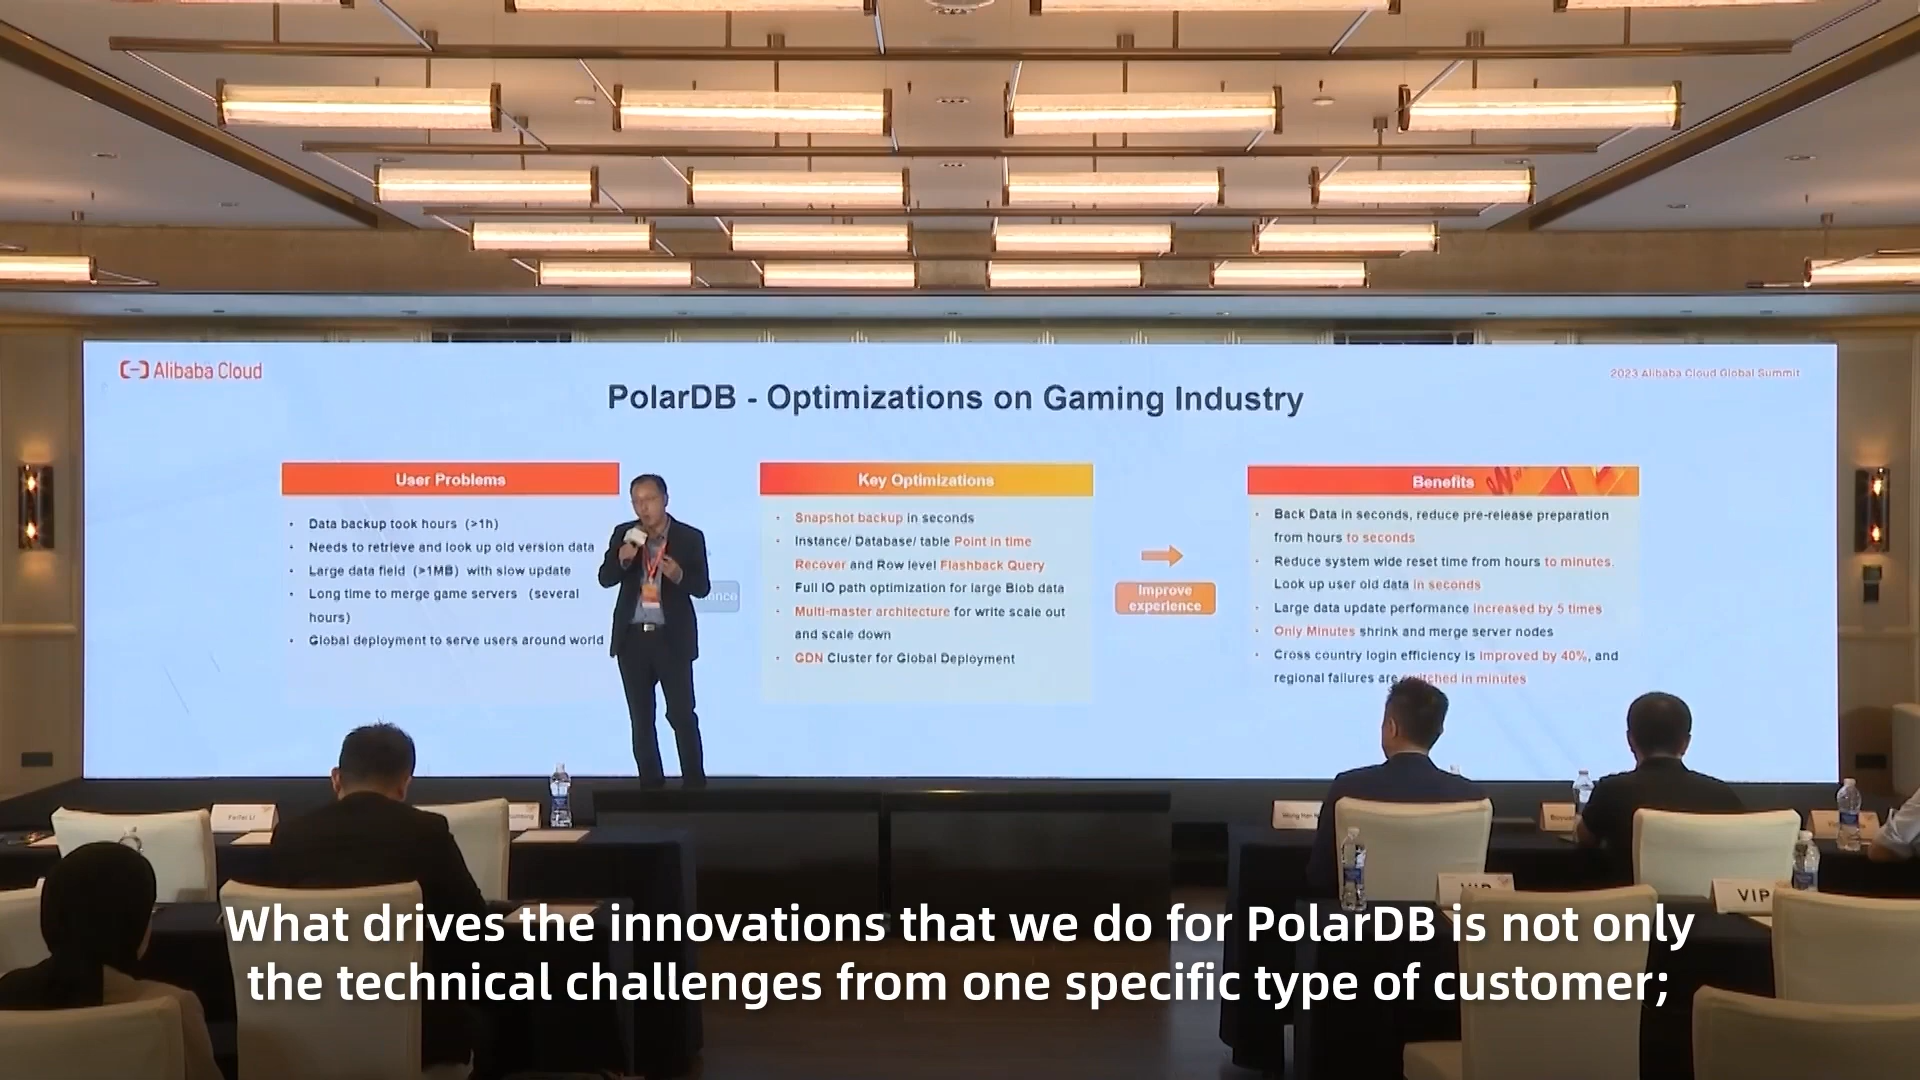 Alibaba Cloud
2023 Alibaba Cloud Global Summit
PolarDB - Optimizations on Gaming Industry
User Problems
· Data backup took hours (>1h)
· Needs to retrieve and look up old version data
· Large data field (>1MB) with slow update
· Long time to merge game servers (several
hours)
· Global deployment to serve users around world
Key Optimizations
· Snapshot backup in seconds
· Instance/ Database/ table Point in time
Recover and Row level Flashback Query
· Full IO path optimization for large Blob data
· Multi-master architecture for write scale out
and scale down
· GDN Cluster for Global Deployment
Improve
experience
Benefits
· Back Data in seconds, reduce pre-release preparation
from hours to seconds
· Reduce system wide reset time from hours to minutes.
Look up user old data in seconds
· Large data update performance increased by 5 times
· Only Minutes shrink and merge server nodes
· Cross country login efficiency is improved by 40%, and
regional failures are switched in minutes
FeiFei Li
VIP
VIP
What drives the innovations that we do for PolarDB is not only
the technical challenges from one specific type of customer;